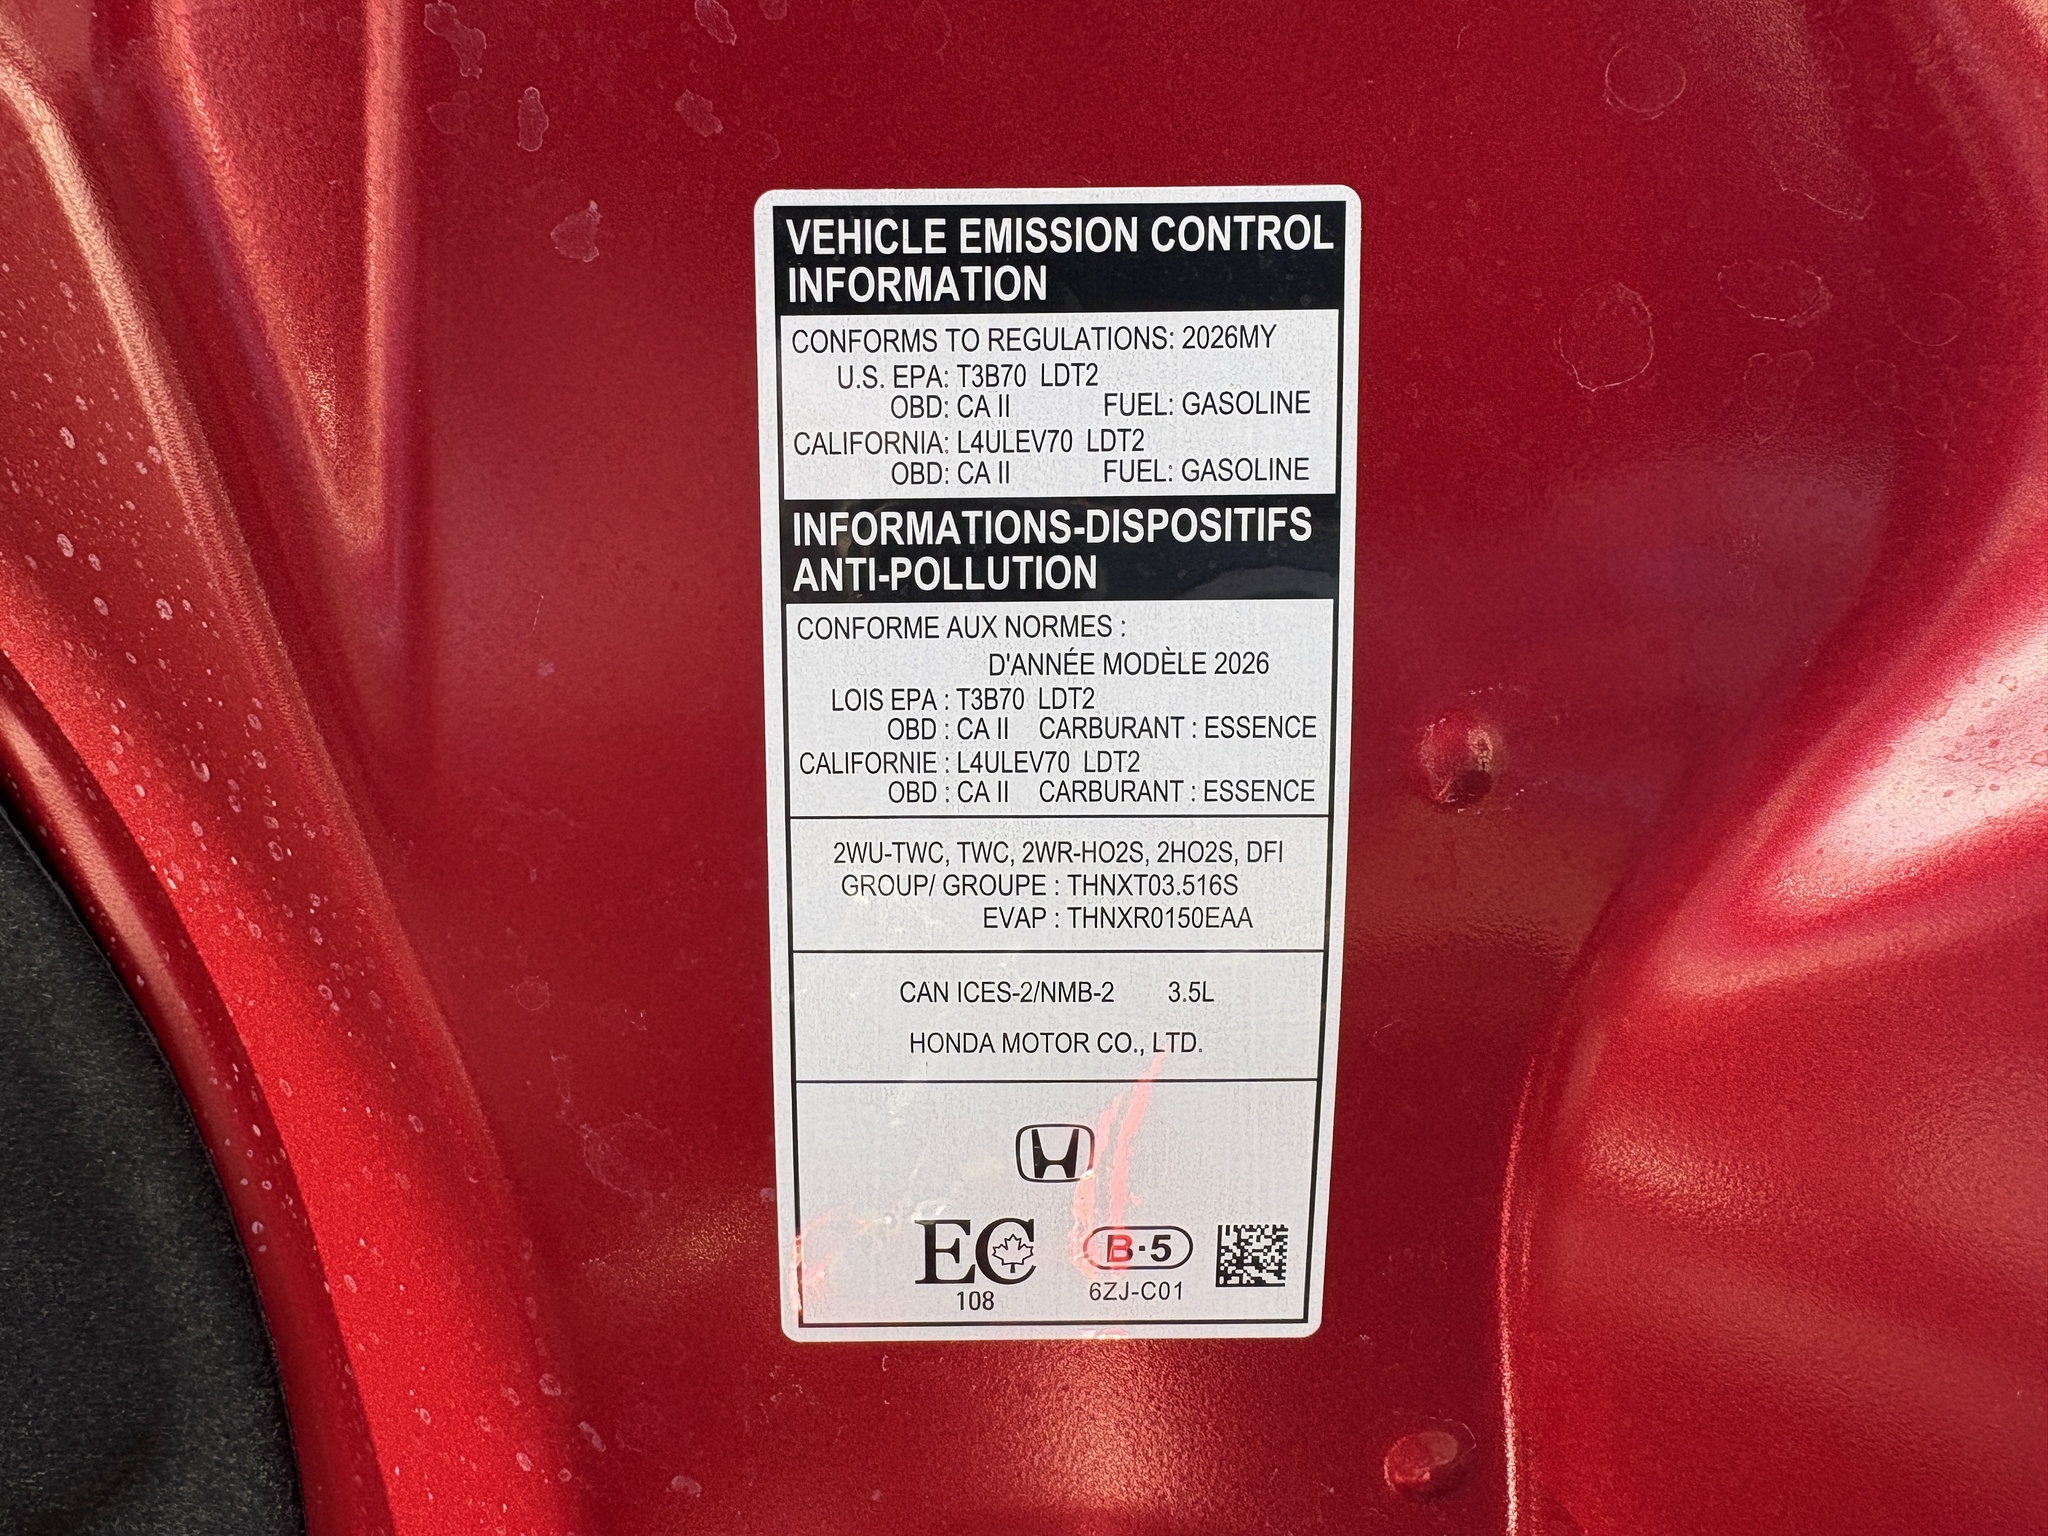 VEHICLE EMISSION CONTROL
INFORMATION
CONFORMS TO REGULATIONS: 2026MY
U.S. EPA: T3B70 LDT2
OBD: CA II FUEL: GASOLINE
CALIFORNIA: L4ULEV70 LDT2
OBD: CA II FUEL: GASOLINE
INFORMATIONS-DISPOSITIFS
ANTI-POLLUTION
CONFORME AUX NORMES :
D'ANNÉE MODÈLE 2026
LOIS EPA : T3B70 LDT2
OBD : CA II CARBURANT : ESSENCE
CALIFORNIE : L4ULEV70 LDT2
OBD : CA II CARBURANT : ESSENCE
2WU-TWC, TWC, 2WR-HO2S, 2HO2S, DFI
GROUP/ GROUPE : THNXT03.516S
EVAP : THNXR0150EAA
CAN ICES-2/NMB-2 3.5L
HONDA MOTOR CO., LTD.
EC B·5
108 6ZJ-C01